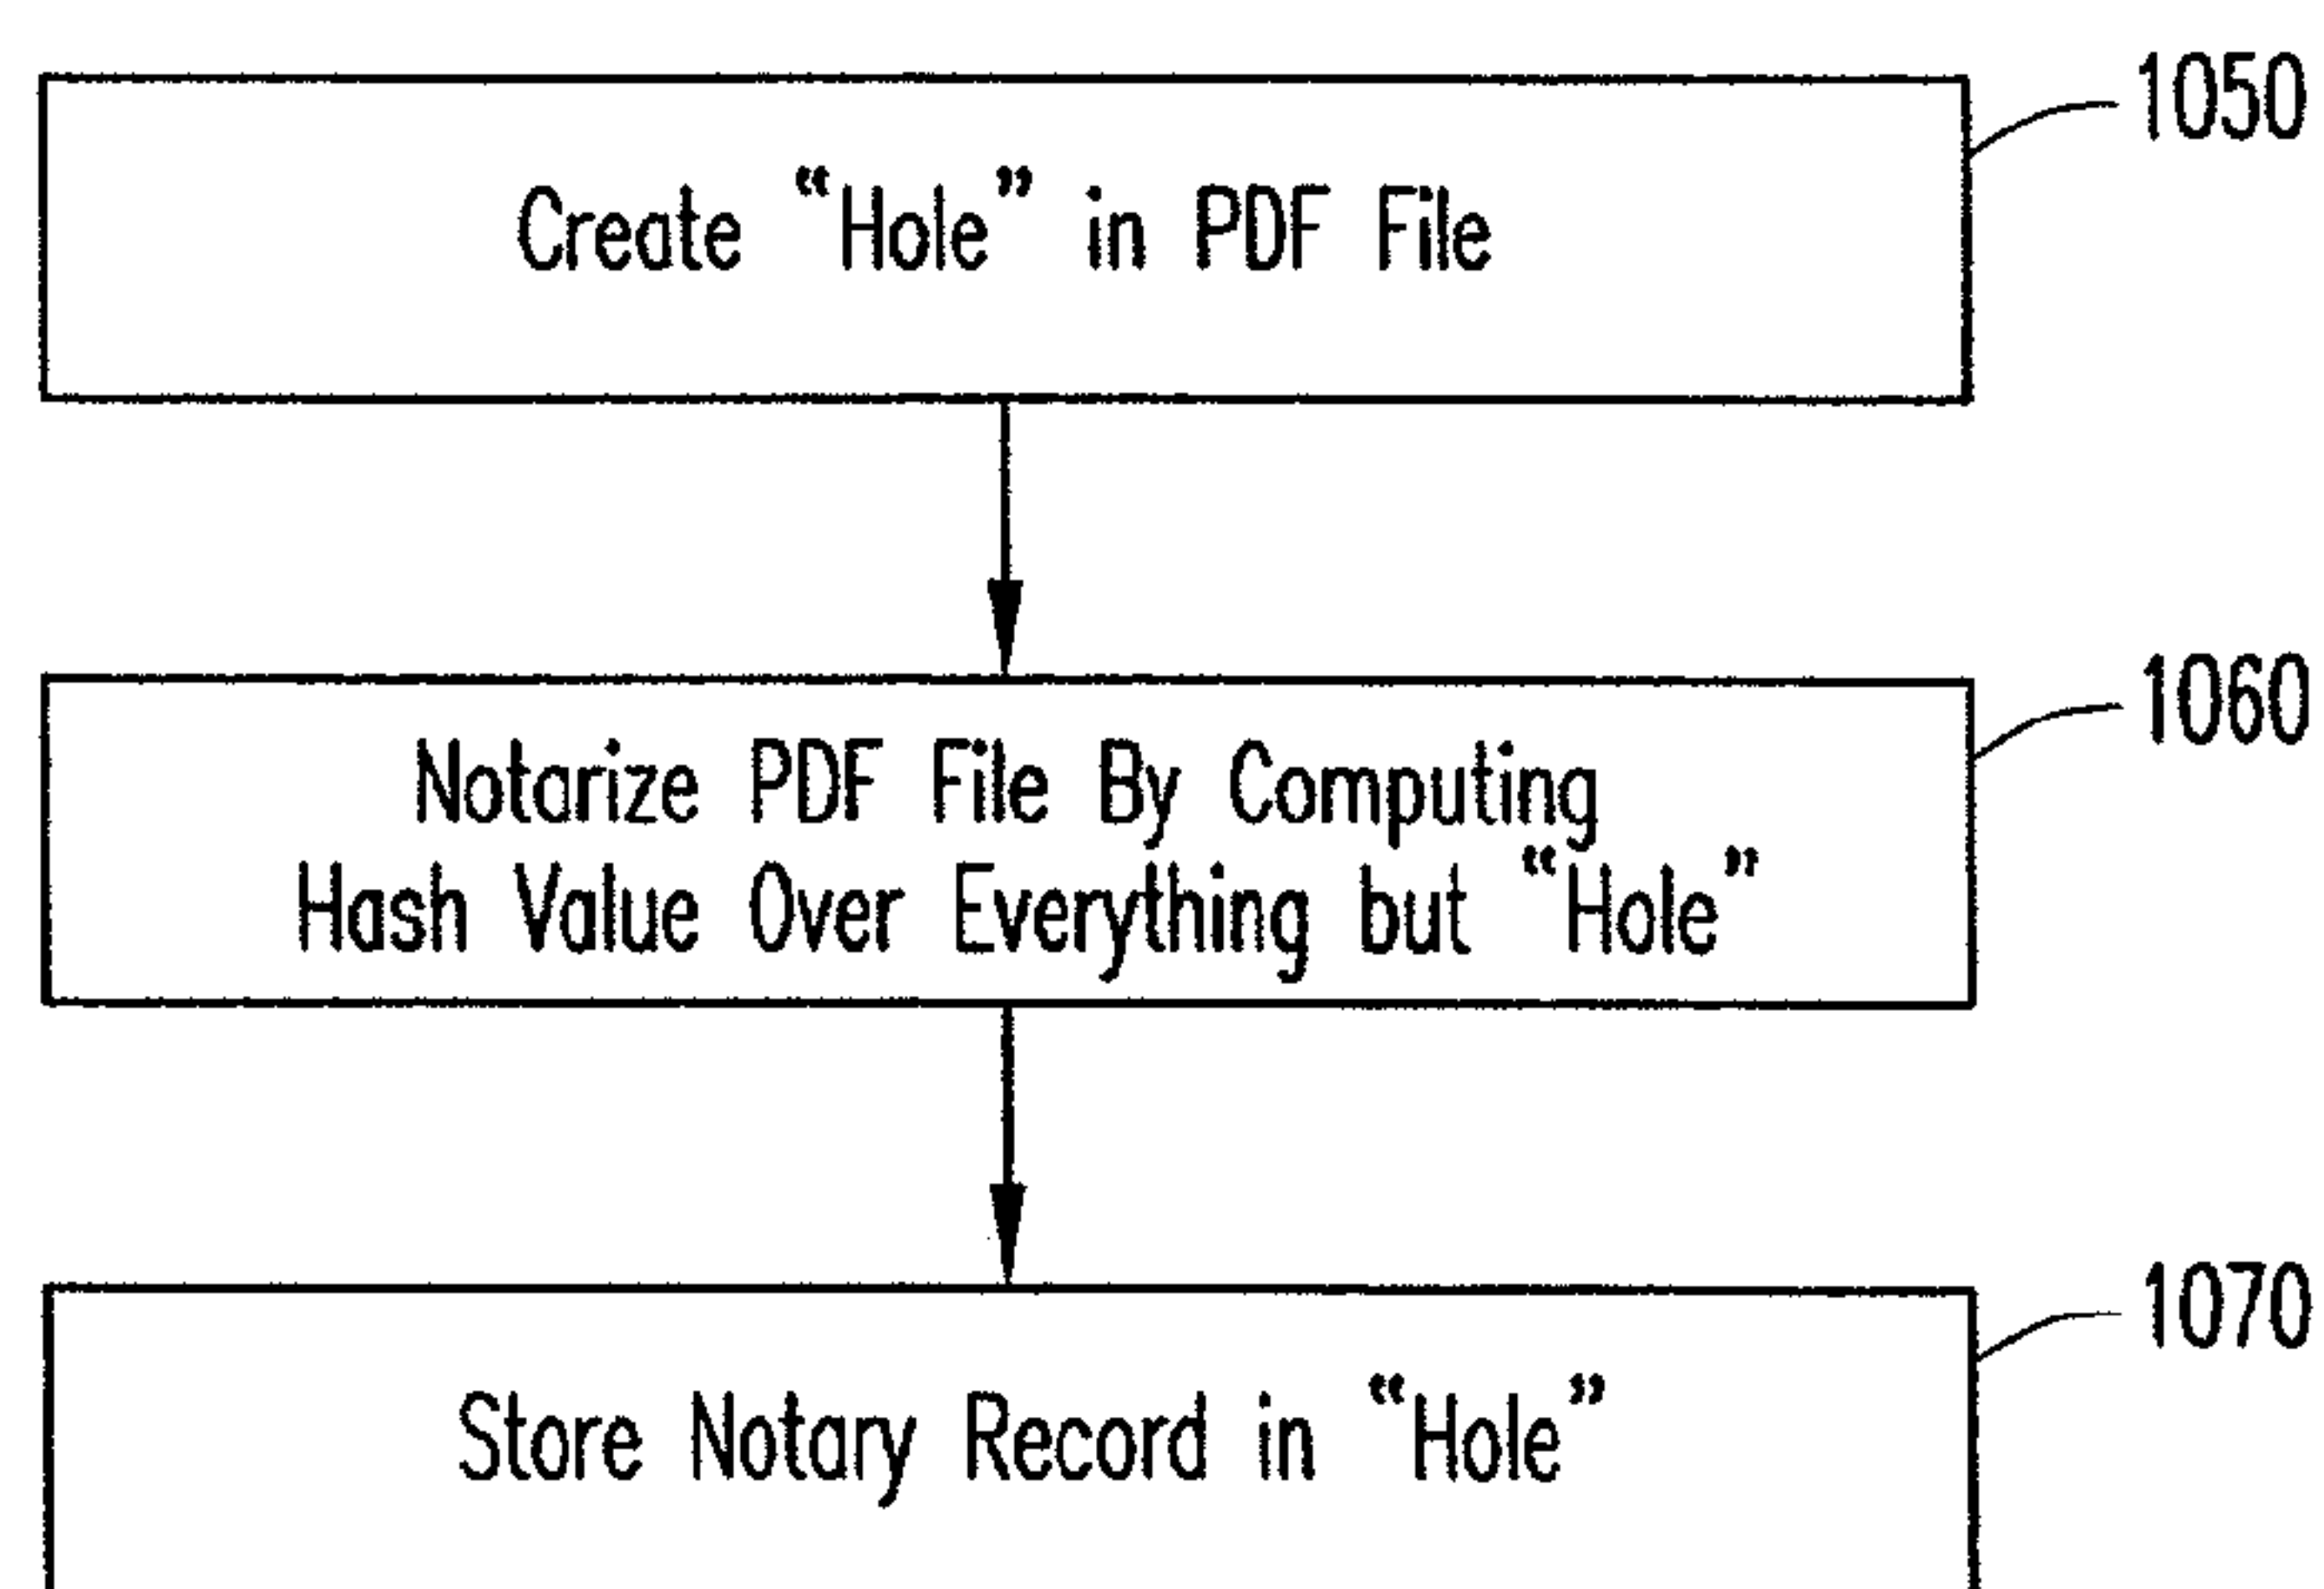 1050
Create “Hole” in PDF File
1060
Notarize PDF File By Computing
Hash Value Over Everything but “Hole”
1070
Store Notary Record in “Hole”